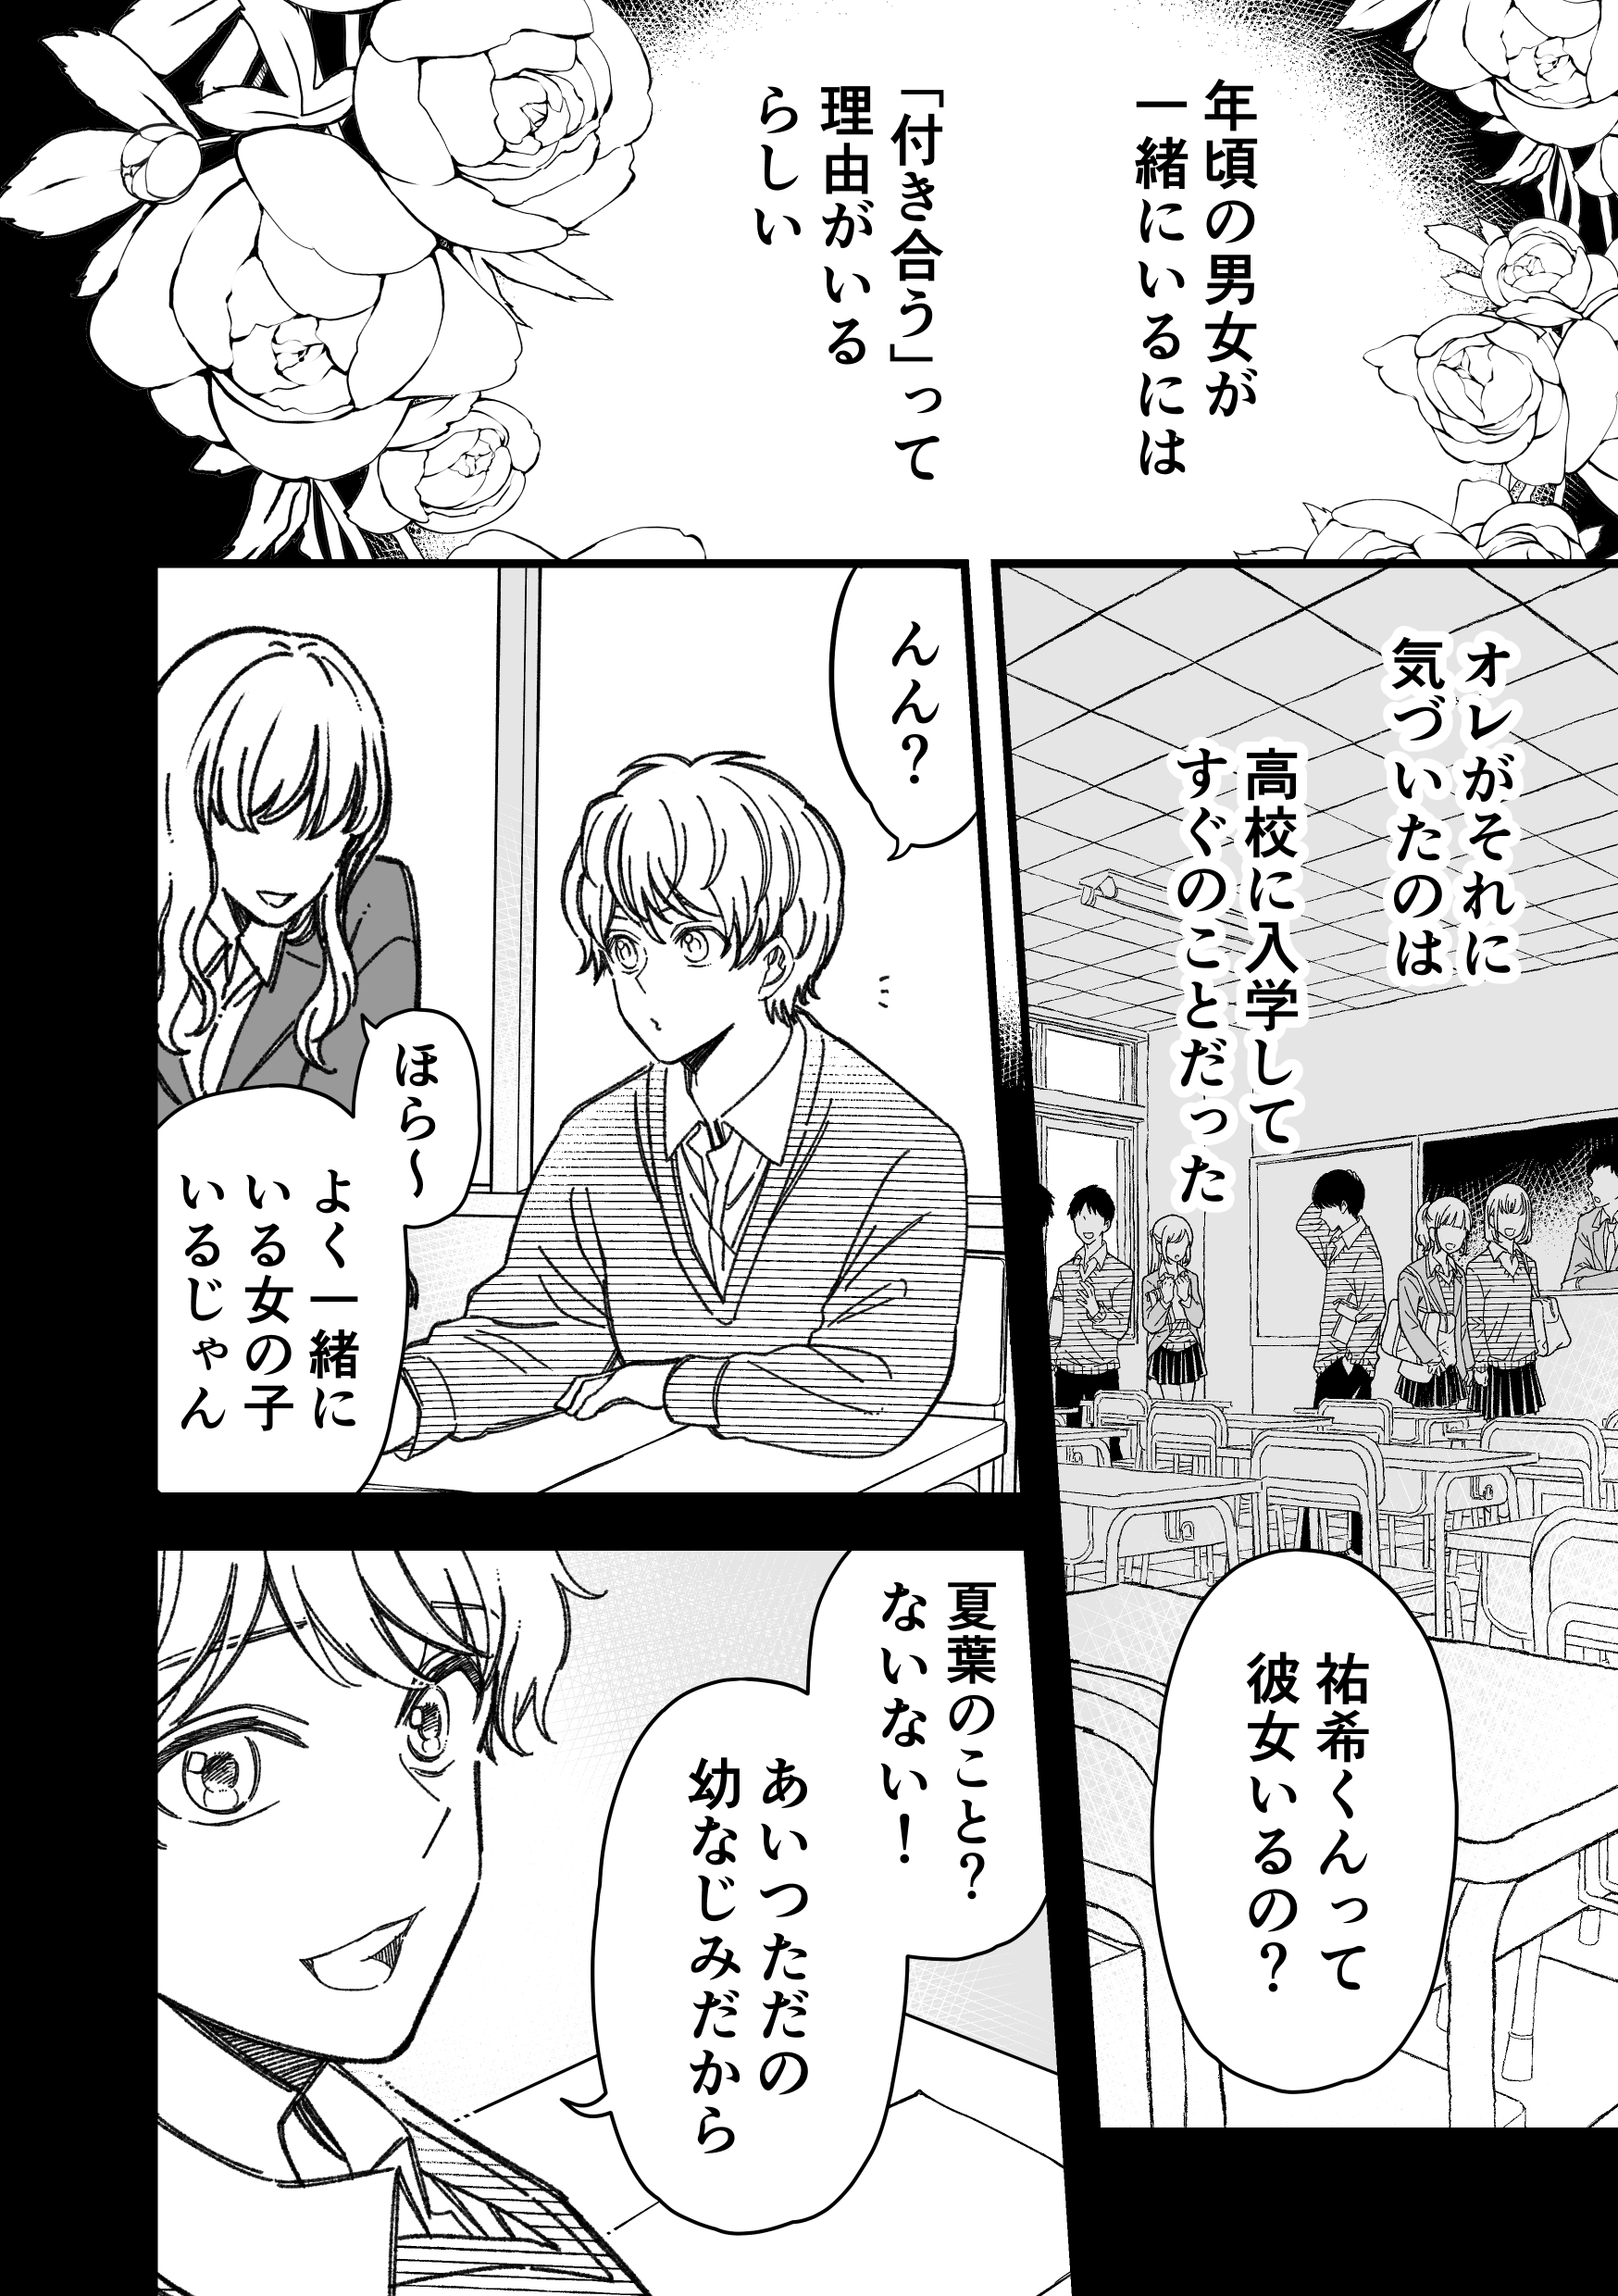 年頃の男女が
一緒にいるには
「付き合う」って
理由がいる
らしい
オレがそれに
気づいたのは
高校に入学して
すぐのことだった
祐希くんって
彼女いるの？
んん？
ほら～
よく一緒に
いる女の子
いるじゃん
夏葉のこと？
ないない！
あいつただの
幼なじみだから